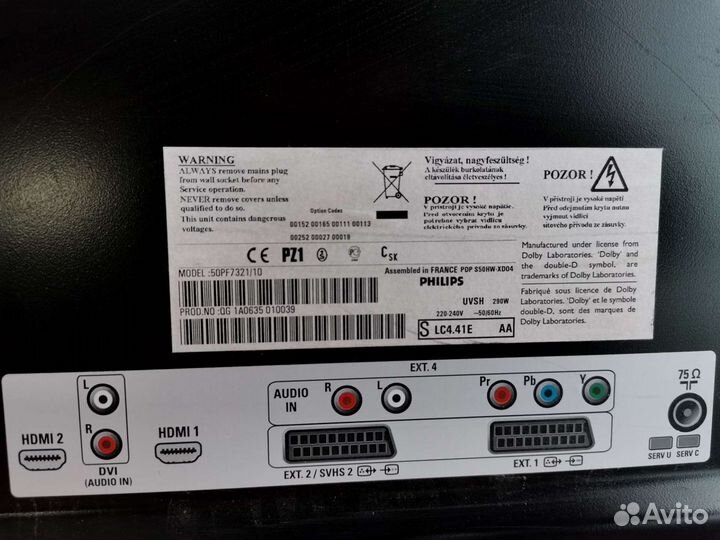 WARNING
ALWAYS remove mains plug
from wall socket before any
Service operation.
NEVER remove covers unless
qualified to do so.
This unit contains dangerous
voltages.
Option Codes
00152 00165 00111 00113
00252 00027 00018
Vigyázat, nagyfeszültség !
A készülék burkolatának
eltávolítása életveszélyes !
POZOR !
V prístroji je vysoké napätie.
Pred otvorením krytu je
potrebné vybrať vidlicu
sieťového prívodu zo zásuvky.
POZOR !
V přístroji je vysoké napětí.
Před odejmutím krytu nutno
vyjmout vidlici
síťového přívodu ze zásuvky.
CE PZ1
CSK
MODEL :50PF7321/10
Assembled in FRANCE PDP S50HW-XD04
PHILIPS
UVSH 290W
220-240V ~50/60Hz
PROD.NO :QG 1A0635 010039
S LC4.41E AA
Manufactured under license from
Dolby Laboratories. 'Dolby' and
the double-D symbol, are
trademarks of Dolby Laboratories.
Fabriqué sous licence de Dolby
Laboratories. 'Dolby' et le symbole
double-D, sont des marques de
Dolby Laboratories.
EXT. 4
HDMI 2
L
R
DVI
(AUDIO IN)
HDMI 1
AUDIO
IN
R
L
Pr
Pb
Y
75 Ω
EXT. 2 / SVHS 2
EXT. 1
SERV U
SERV C
Avito